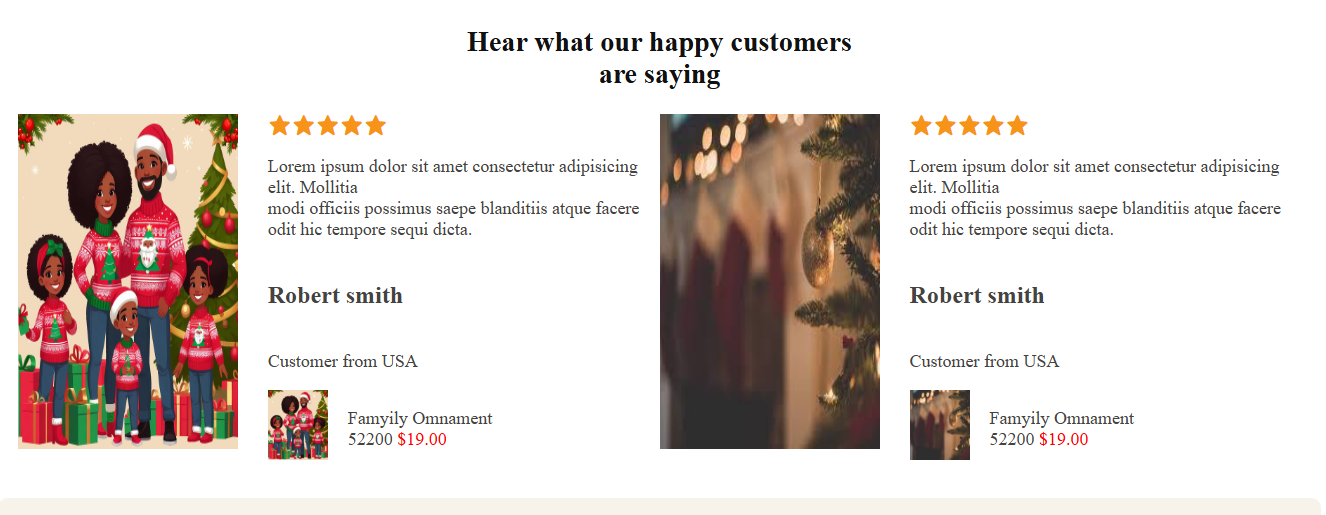 Hear what our happy customers
are saying
Lorem ipsum dolor sit amet consectetur adipisicing
elit. Mollitia
modi officiis possimus saepe blanditiis atque facere
odit hic tempore sequi dicta.
Robert smith
Customer from USA
Famyily Omnament
52200 $19.00
Lorem ipsum dolor sit amet consectetur adipisicing
elit. Mollitia
modi officiis possimus saepe blanditiis atque facere
odit hic tempore sequi dicta.
Robert smith
Customer from USA
Famyily Omnament
52200 $19.00